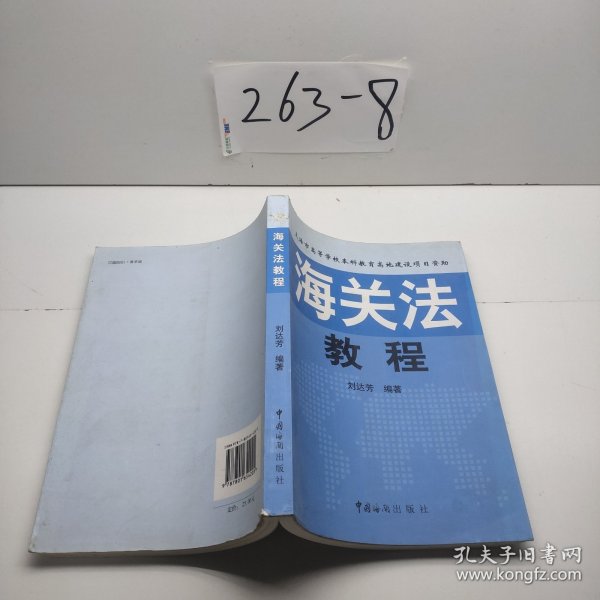 263-8
上海市高等学校本科教育高地建设项目资助
海关法
教程
刘达芳 编著
中国海关出版社
海关法教程
刘达芳 编著
中国海关出版社
孔夫子旧书网
www.kongfz.com